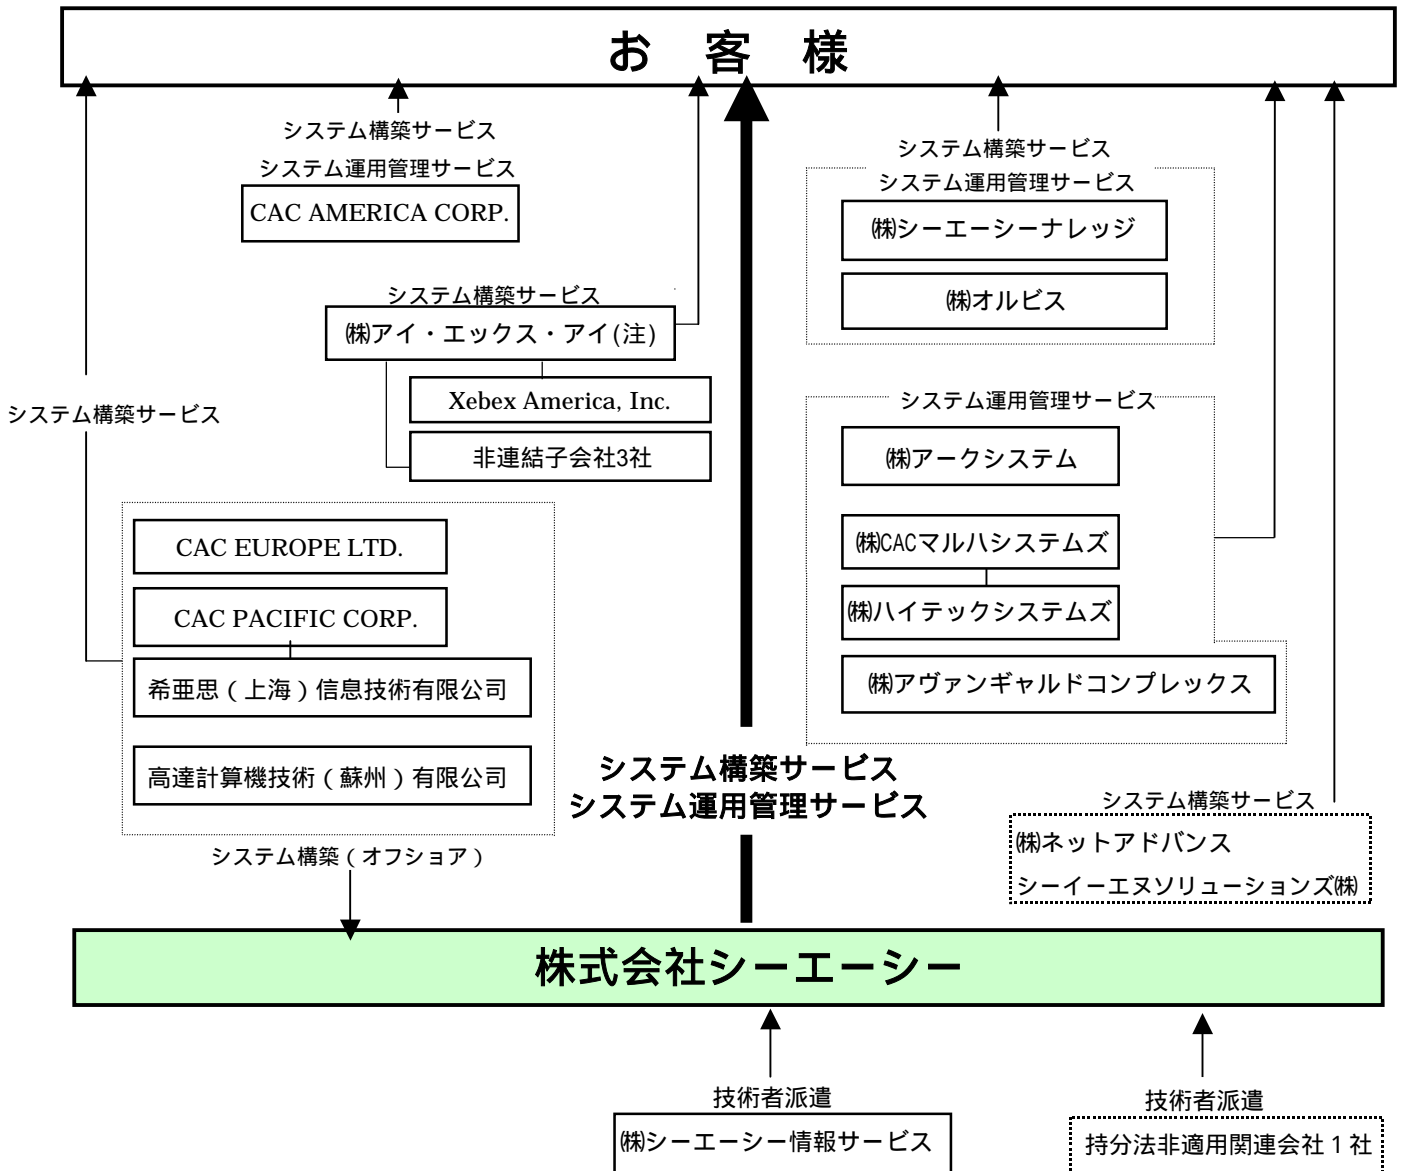 お 客 様
システム構築サービス
システム運用管理サービス
CAC AMERICA CORP.
システム構築サービス
㈱アイ・エックス・アイ(注)
Xebex America, Inc.
非連結子会社3社
システム構築サービス
CAC EUROPE LTD.
CAC PACIFIC CORP.
希亜思（上海）信息技術有限公司
高達計算機技術（蘇州）有限公司
システム構築（オフショア）
システム構築サービス
システム運用管理サービス
システム構築サービス
システム運用管理サービス
㈱シーエーシーナレッジ
㈱オルビス
システム運用管理サービス
㈱アークシステム
㈱CACマルハシステムズ
㈱ハイテックシステムズ
㈱アヴァンギャルドコンプレックス
システム構築サービス
㈱ネットアドバンス
シーイーエヌソリューションズ㈱
株式会社シーエーシー
技術者派遣
㈱シーエーシー情報サービス
技術者派遣
持分法非適用関連会社１社